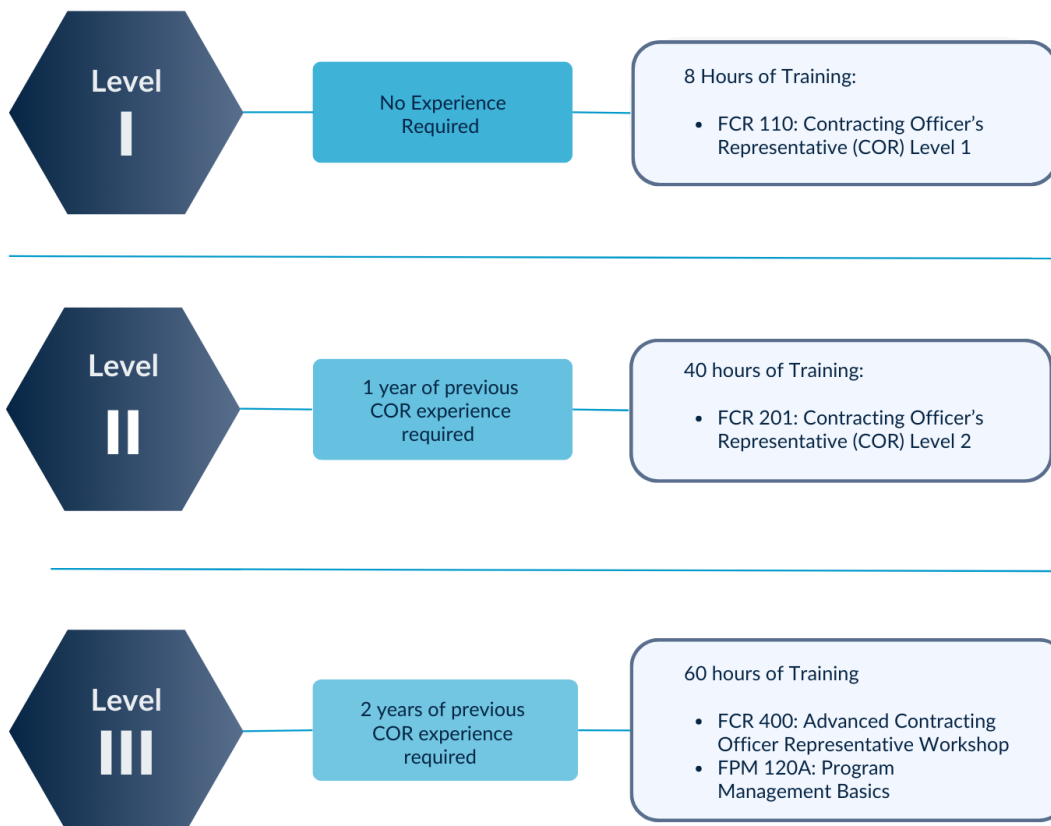 Level
I
No Experience
Required
8 Hours of Training:
• FCR 110: Contracting Officer’s
Representative (COR) Level 1
Level
II
1 year of previous
COR experience
required
40 hours of Training:
• FCR 201: Contracting Officer’s
Representative (COR) Level 2
Level
III
2 years of previous
COR experience
required
60 hours of Training
• FCR 400: Advanced Contracting
Officer Representative Workshop
• FPM 120A: Program
Management Basics